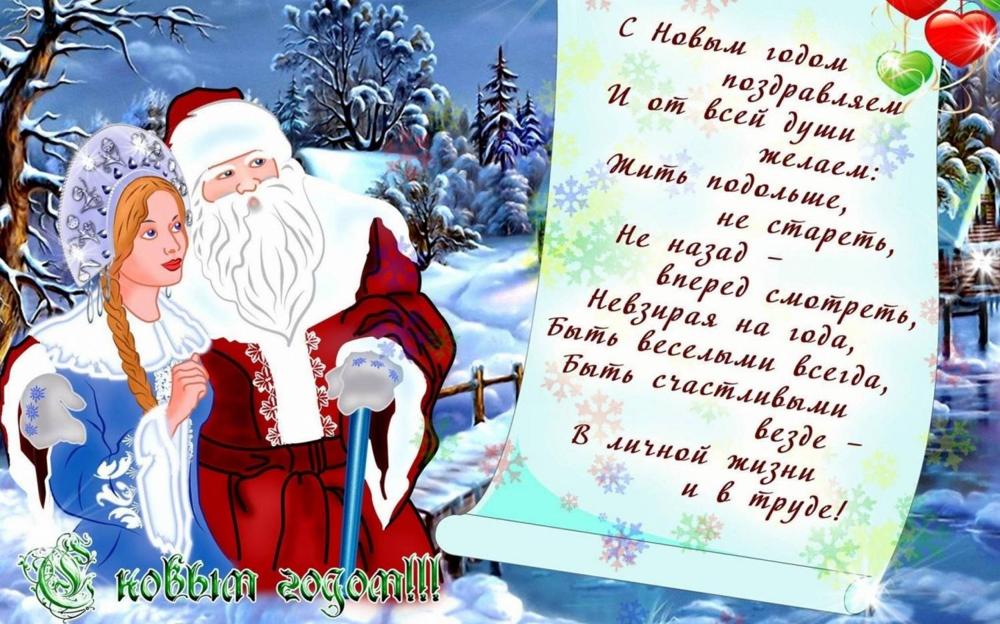 С Новым годом
поздравляем
И от всей души
желаем:
Жить подольше,
не стареть,
Не назад –
вперед смотреть,
Невзирая на года,
Быть веселыми всегда,
Быть счастливыми
везде –
В личной жизни
и в труде!
С новым годом!!!